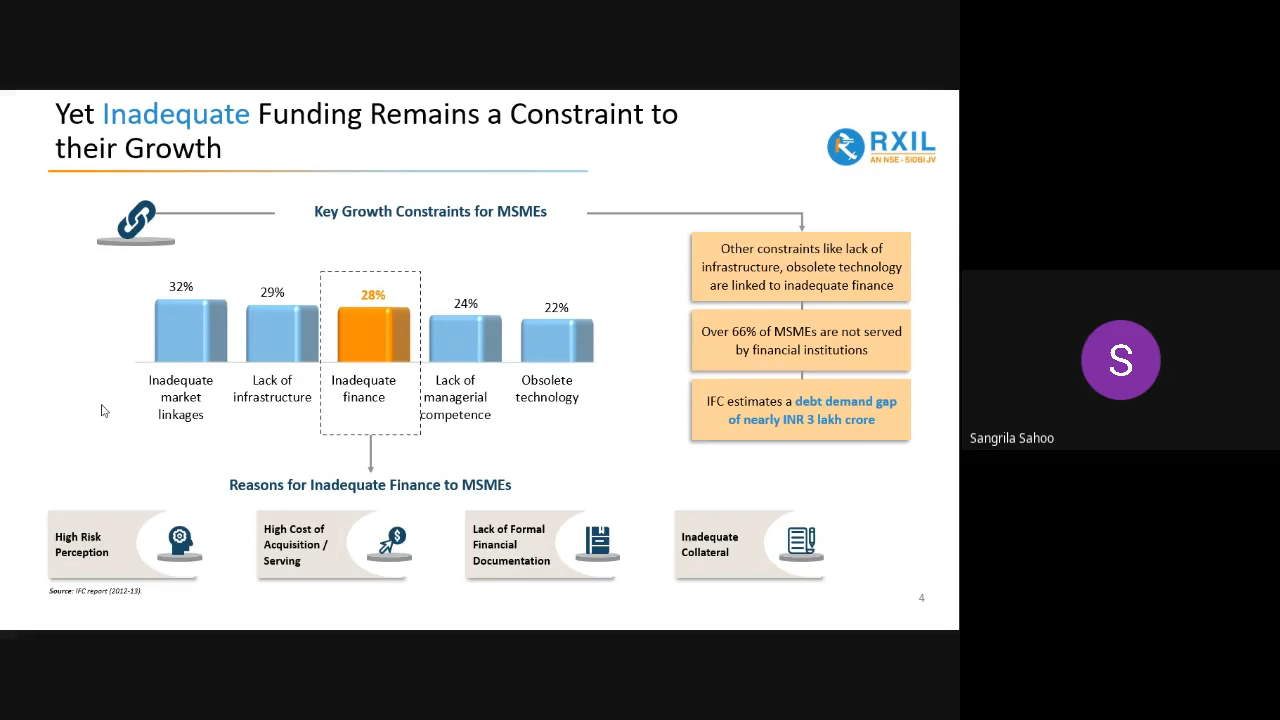 Yet Inadequate Funding Remains a Constraint to
their Growth
RXIL
AN NSE - SIDBI JV
Key Growth Constraints for MSMEs
32%
29%
28%
24%
22%
Inadequate
market
linkages
Lack of
infrastructure
Inadequate
finance
Lack of
managerial
competence
Obsolete
technology
Other constraints like lack of
infrastructure, obsolete technology
are linked to inadequate finance
Over 66% of MSMEs are not served
by financial institutions
IFC estimates a debt demand gap
of nearly INR 3 lakh crore
Reasons for Inadequate Finance to MSMEs
High Risk
Perception
High Cost of
Acquisition /
Serving
Lack of Formal
Financial
Documentation
Inadequate
Collateral
Source: IFC report (2012-13).
4
S
Sangrila Sahoo